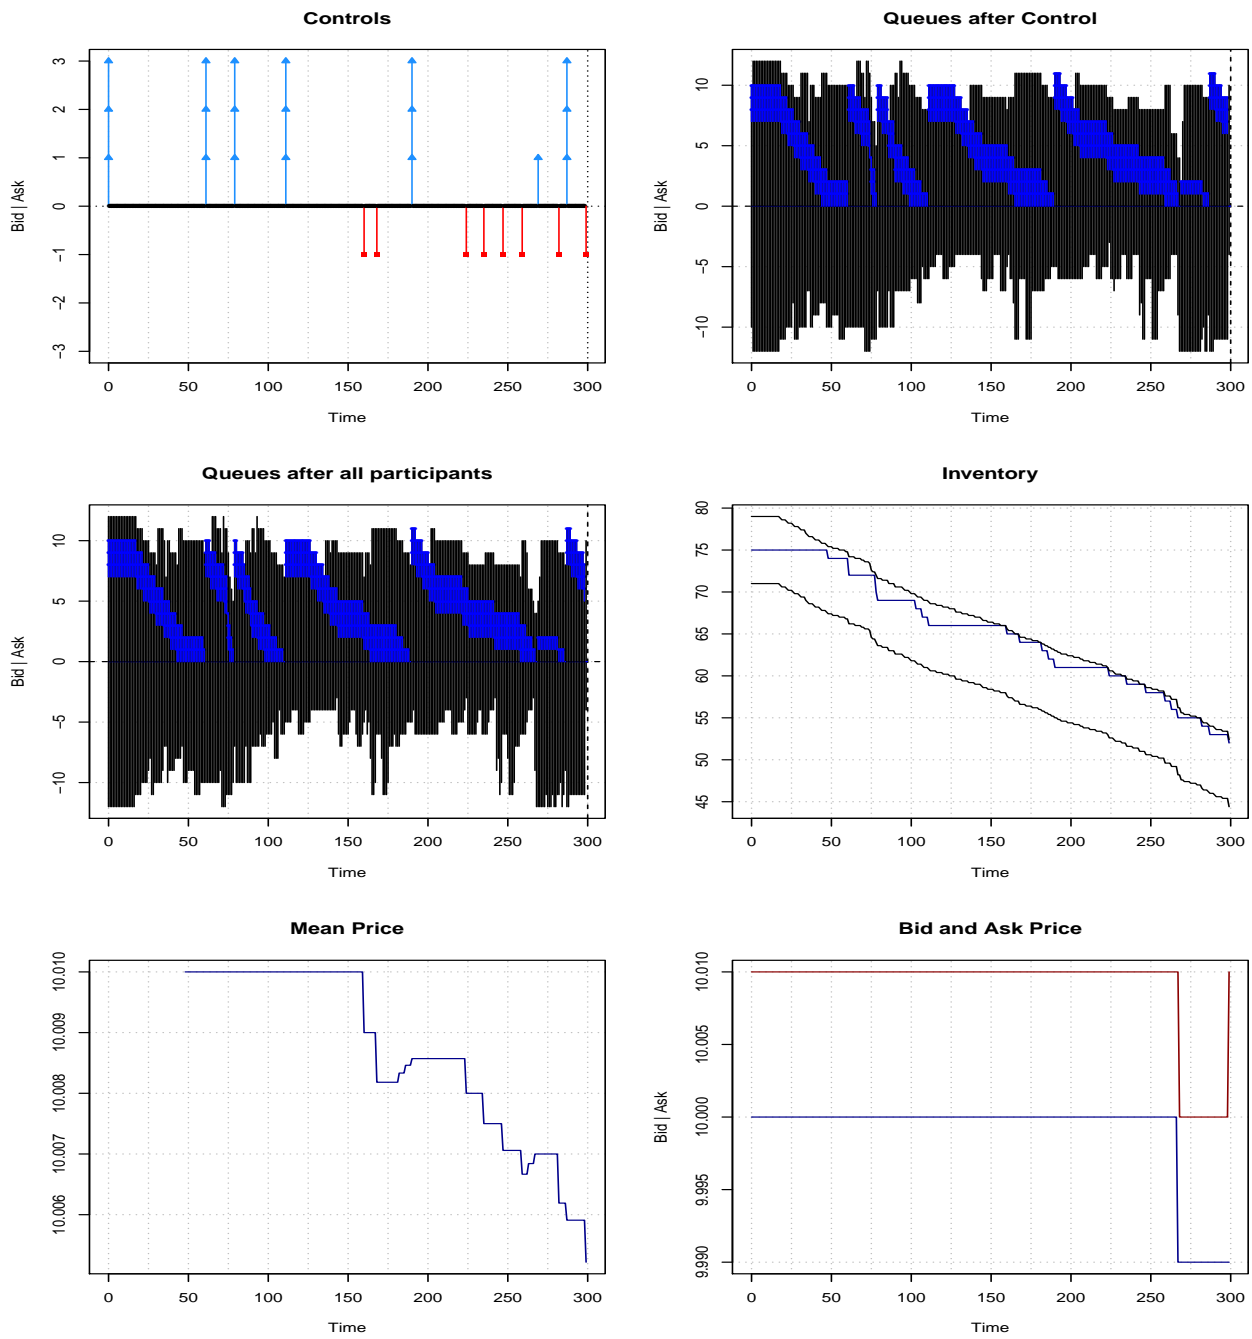 Controls
Bid | Ask
3
2
1
0
−1
−2
−3
0 50 100 150 200 250 300
Time
Queues after Control
Bid | Ask
10
5
0
−5
−10
0 50 100 150 200 250 300
Time
Queues after all participants
Bid | Ask
10
5
0
−5
−10
0 50 100 150 200 250 300
Time
Inventory
80
75
70
65
60
55
50
45
0 50 100 150 200 250 300
Time
Mean Price
10.010
10.009
10.008
10.007
10.006
0 50 100 150 200 250 300
Time
Bid and Ask Price
Bid | Ask
10.010
10.005
10.000
9.995
9.990
0 50 100 150 200 250 300
Time